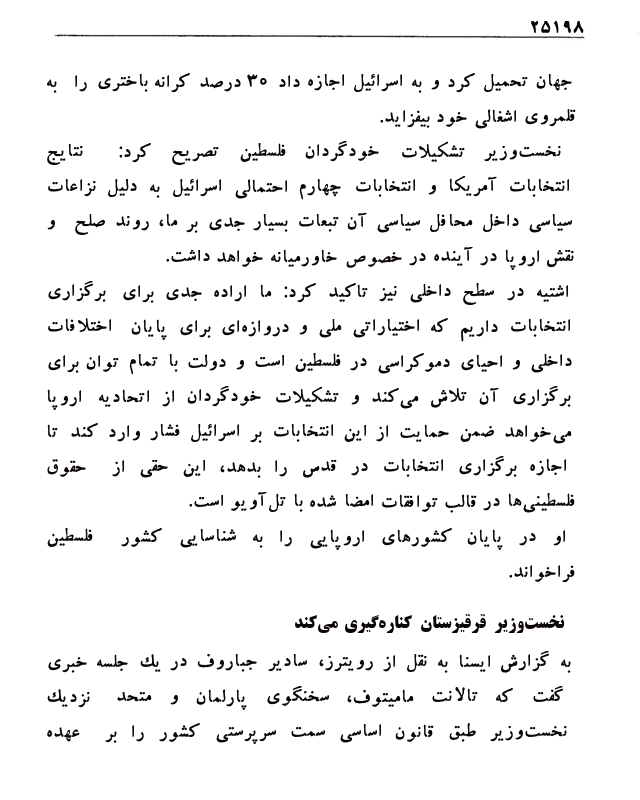 ۲۵۱۹۸
جهان تحمیل کرد و به اسرائیل اجازه داد ۳۰ درصد کرانه باختری را به
قلمروی اشغالی خود بیفزاید.
نخست‌وزیر تشکیلات خودگردان فلسطین تصریح کرد: نتایج
انتخابات آمریکا و انتخابات چهارم احتمالی اسرائیل به دلیل نزاعات
سیاسی داخل محافل سیاسی آن تبعات بسیار جدی بر ما، روند صلح و
نقش اروپا در آینده در خصوص خاورمیانه خواهد داشت.
اشتیه در سطح داخلی نیز تاکید کرد: ما اراده جدی برای برگزاری
انتخابات داریم که اختیاراتی ملی و دروازه‌ای برای پایان اختلافات
داخلی و احیای دموکراسی در فلسطین است و دولت با تمام توان برای
برگزاری آن تلاش می‌کند و تشکیلات خودگردان از اتحادیه اروپا
می‌خواهد ضمن حمایت از این انتخابات بر اسرائیل فشار وارد کند تا
اجازه برگزاری انتخابات در قدس را بدهد، این حقی از حقوق
فلسطینی‌ها در قالب توافقات امضا شده با تل‌آویو است.
او در پایان کشورهای اروپایی را به شناسایی کشور فلسطین
فراخواند.
نخست‌وزیر قرقیزستان کناره‌گیری می‌کند
به گزارش ایسنا به نقل از رویترز، سادیر جباروف در یك جلسه خبری
گفت که تالانت مامیتوف، سخنگوی پارلمان و متحد نزدیك
نخست‌وزیر طبق قانون اساسی سمت سرپرستی کشور را بر عهده